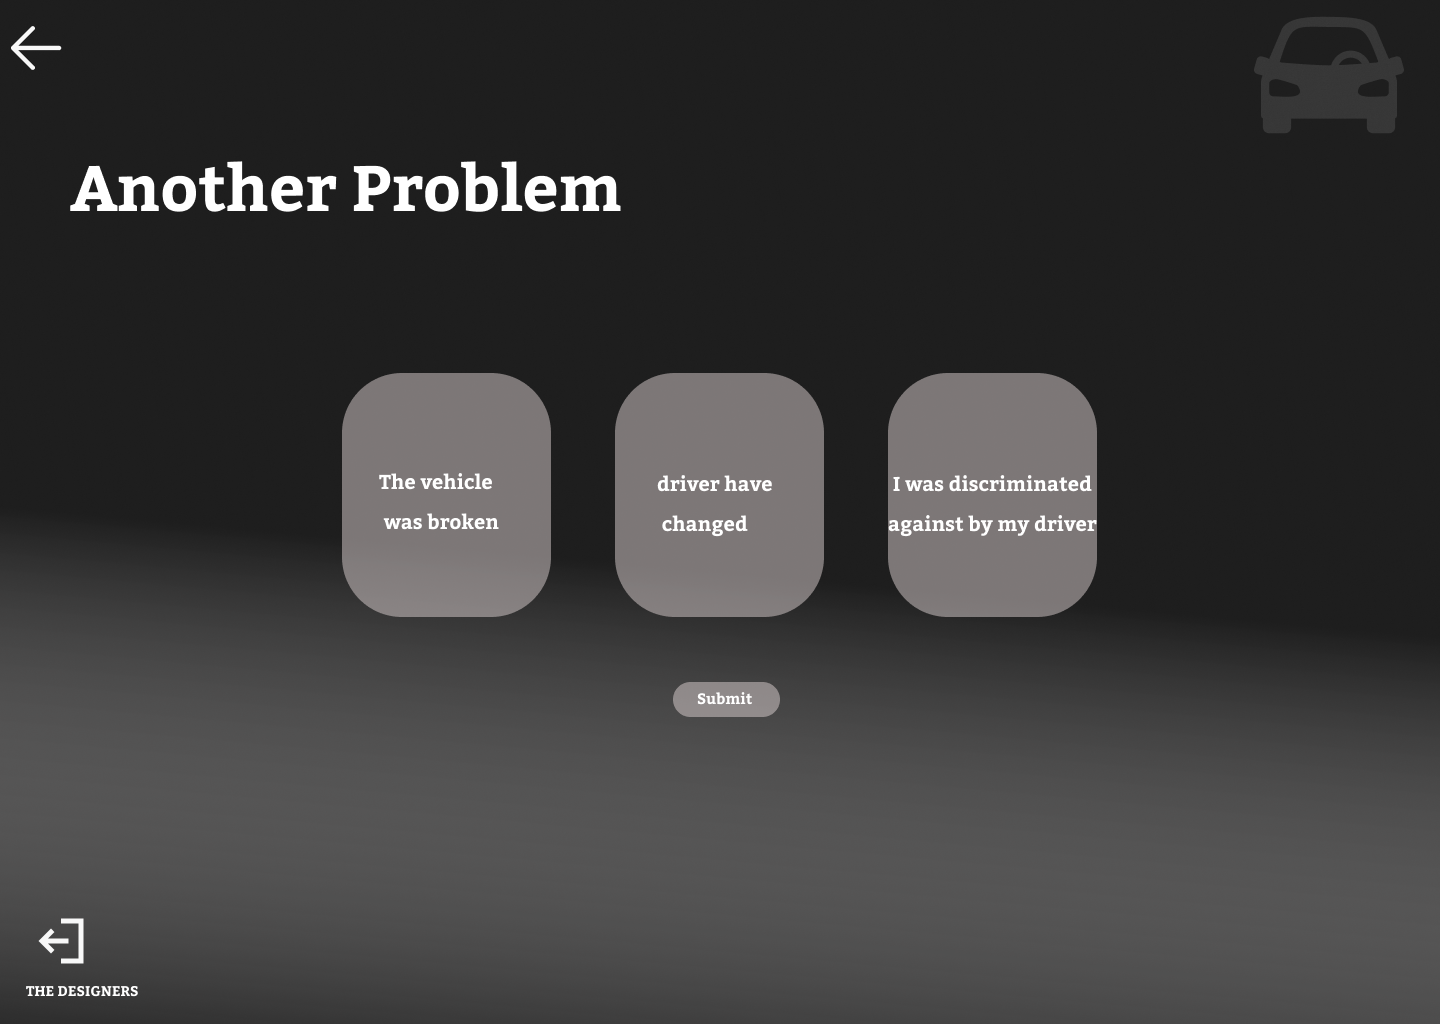 Another Problem
The vehicle
was broken
driver have
changed
I was discriminated
against by my driver
Submit
THE DESIGNERS